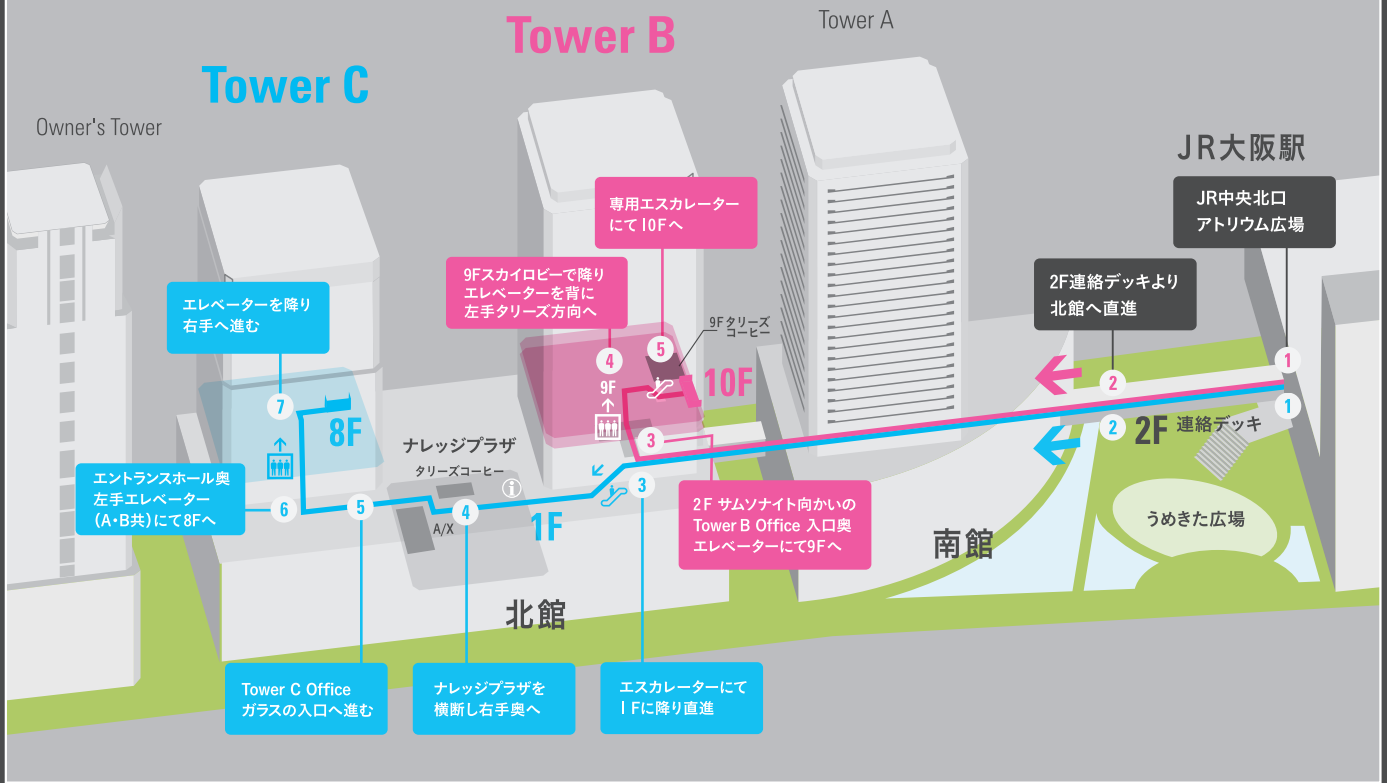 Tower B
Tower A
Tower C
Owner's Tower
JR大阪駅
JR中央北口
アトリウム広場
専用エスカレーター
にて10Fへ
2F連絡デッキより
北館へ直進
9Fスカイロビーで降り
エレベーターを背に
左手タリーズ方向へ
エレベーターを降り
右手へ進む
9Fタリーズ
コーヒー
5
4
9F
10F
1
2
1
7
8F
3
2
2F 連絡デッキ
ナレッジプラザ
タリーズコーヒー
エントランスホール奥
左手エレベーター
(A・B共)にて8Fへ
6
5
4
A/X
i
1F
3
2F サムソナイト向かいの
Tower B Office 入口奥
エレベーターにて9Fへ
うめきた広場
南館
北館
Tower C Office
ガラスの入口へ進む
ナレッジプラザを
横断し右手奥へ
エスカレーターにて
1Fに降り直進